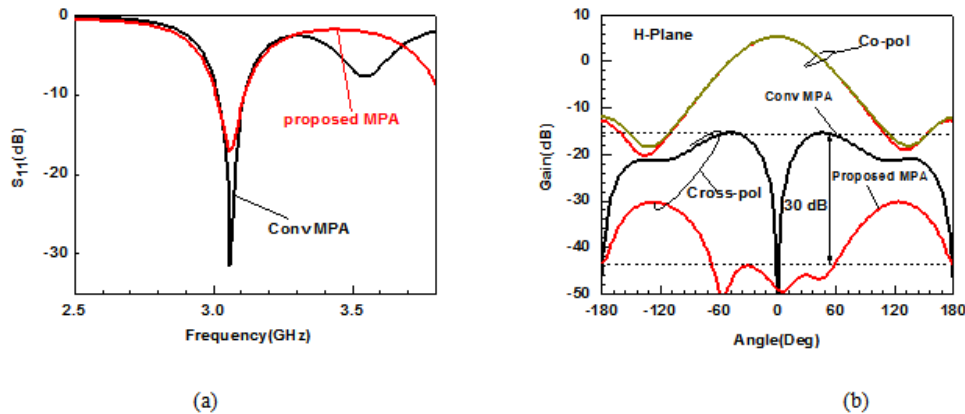 0
-10
-20
-30
S11(dB)
proposed MPA
Conv MPA
2.5
3.0
3.5
Frequency(GHz)
(a)
10
0
-10
-20
-30
-40
-50
Gain(dB)
H-Plane
Co-pol
Conv MPA
Cross-pol
30 dB
Proposed MPA
-180
-120
-60
0
60
120
180
Angle(Deg)
(b)